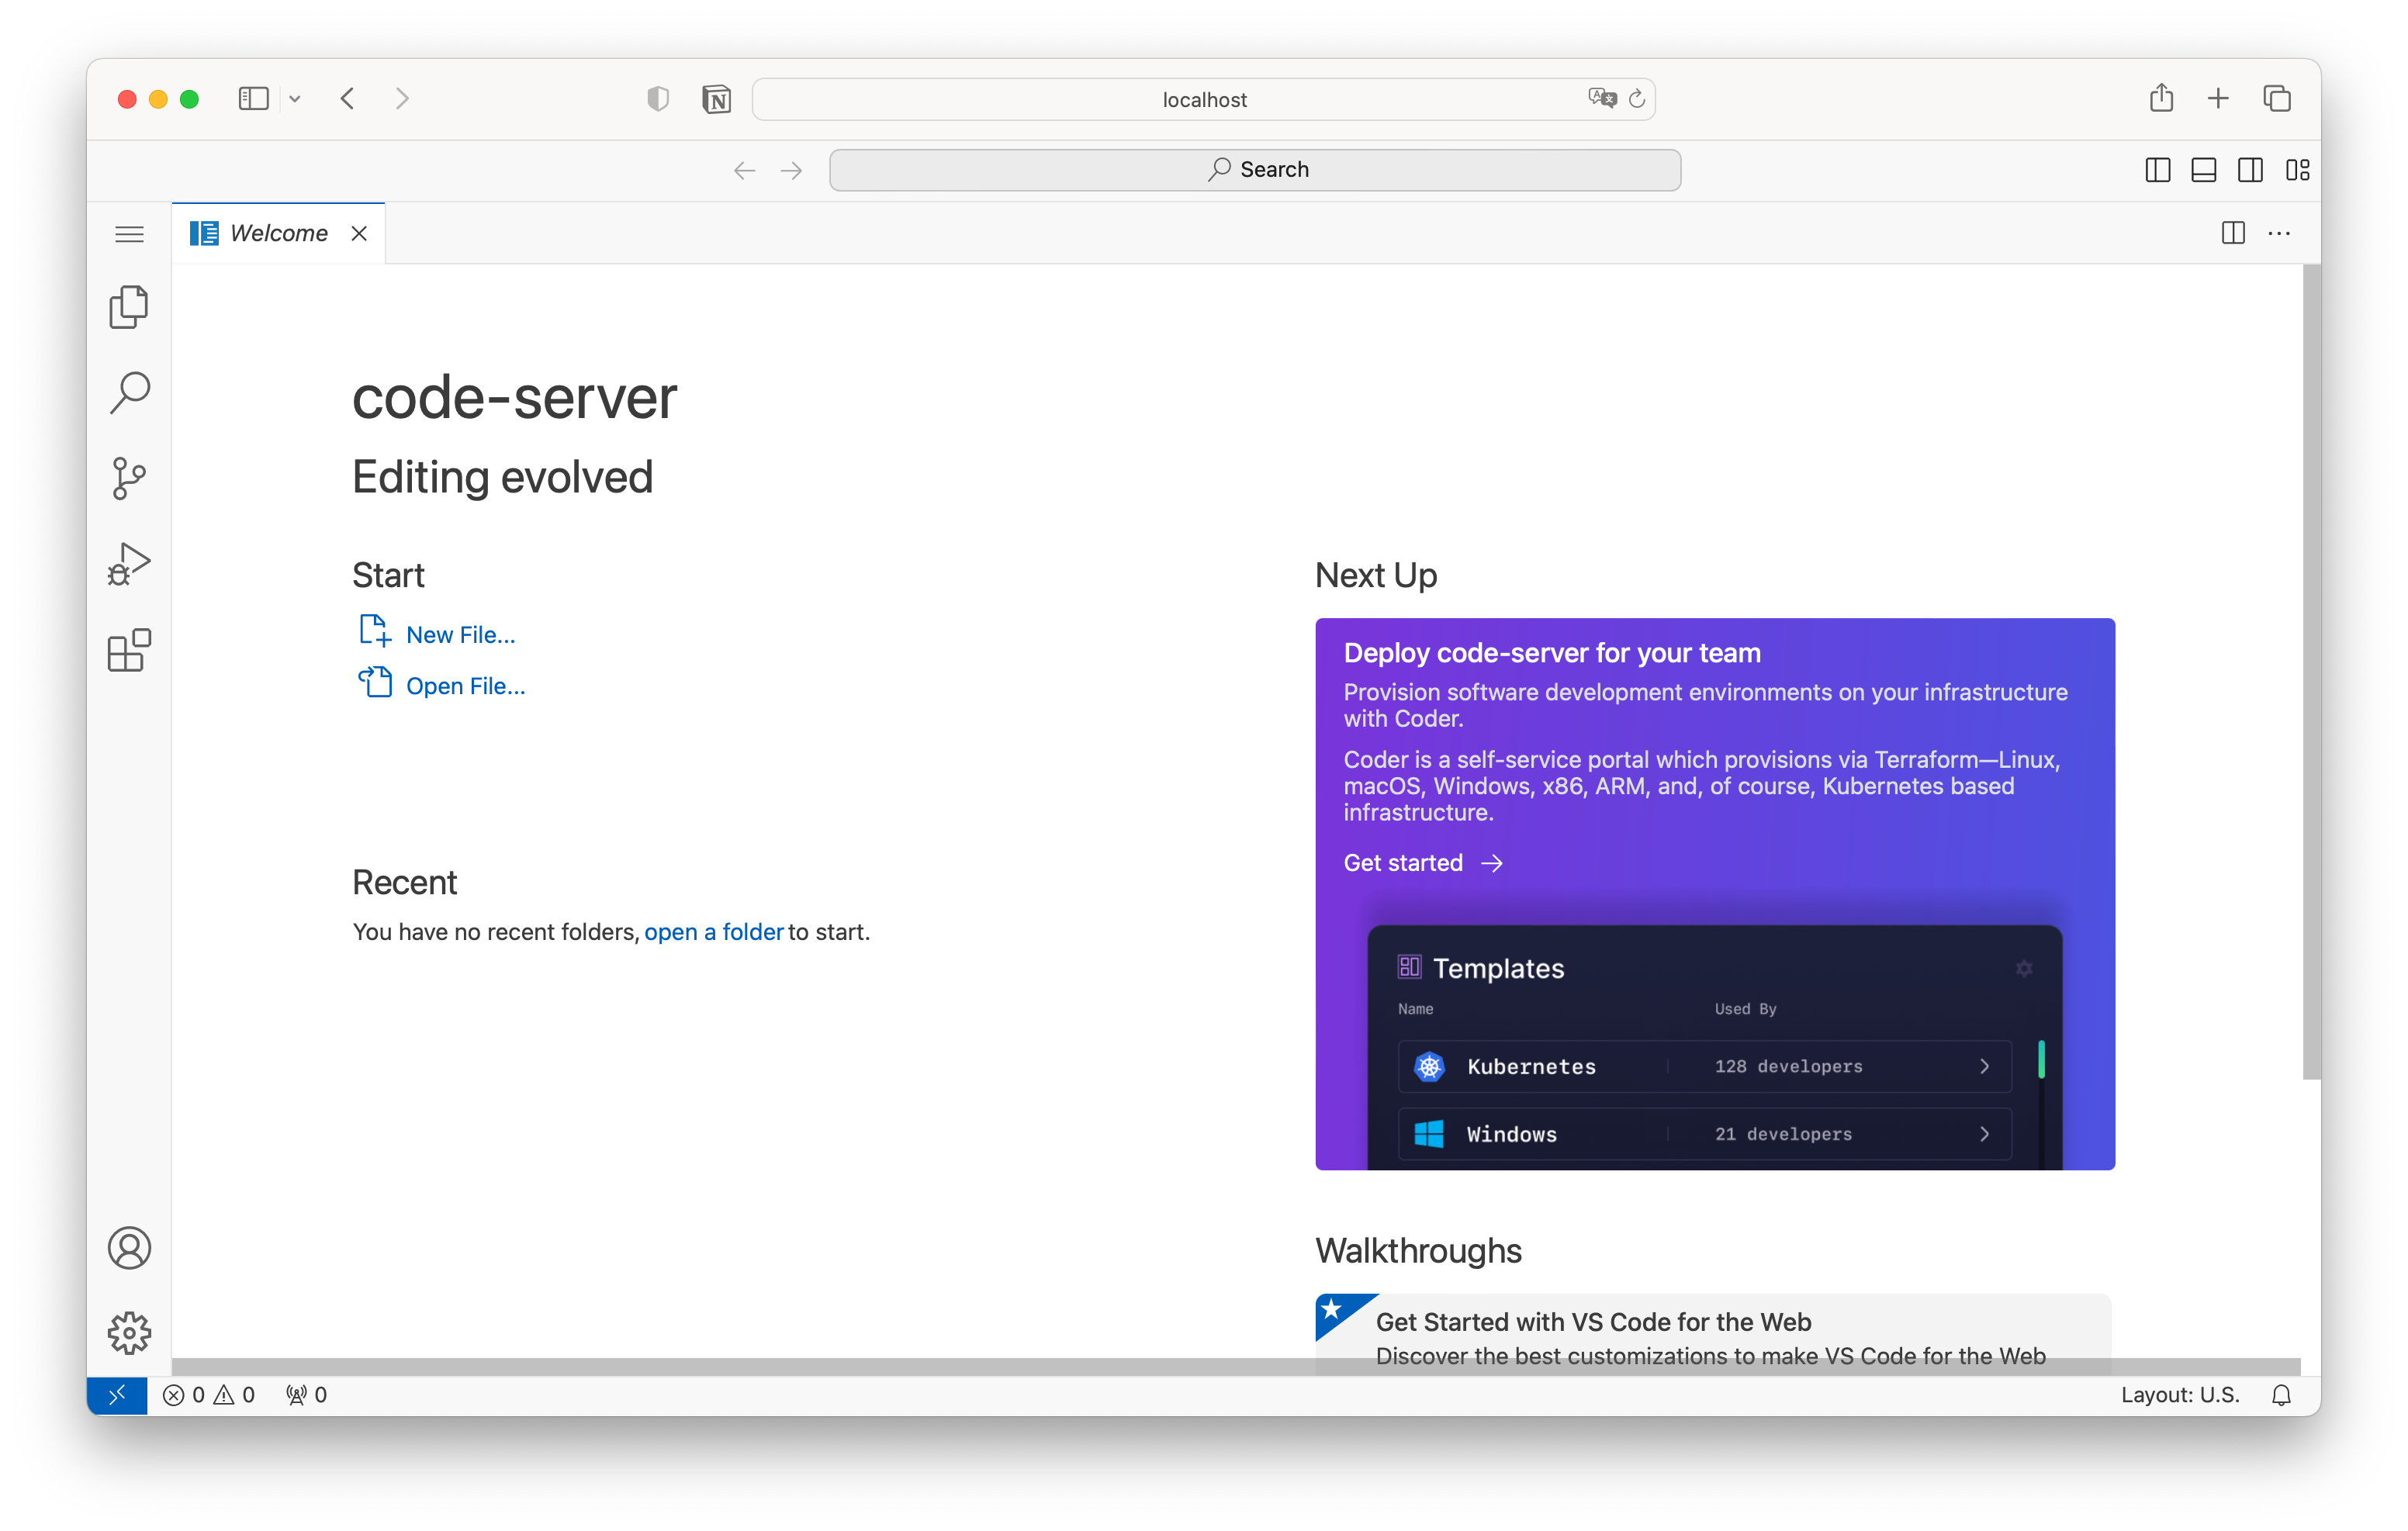 localhost
Search
Welcome
code-server
Editing evolved
Start
New File...
Open File...
Recent
You have no recent folders, open a folder to start.
Next Up
Deploy code-server for your team
Provision software development environments on your infrastructure
with Coder.
Coder is a self-service portal which provisions via Terraform—Linux,
macOS, Windows, x86, ARM, and, of course, Kubernetes based
infrastructure.
Get started →
Templates
Name Used By
Kubernetes 128 developers
Windows 21 developers
Walkthroughs
Get Started with VS Code for the Web
Discover the best customizations to make VS Code for the Web
0 0 0 Layout: U.S.